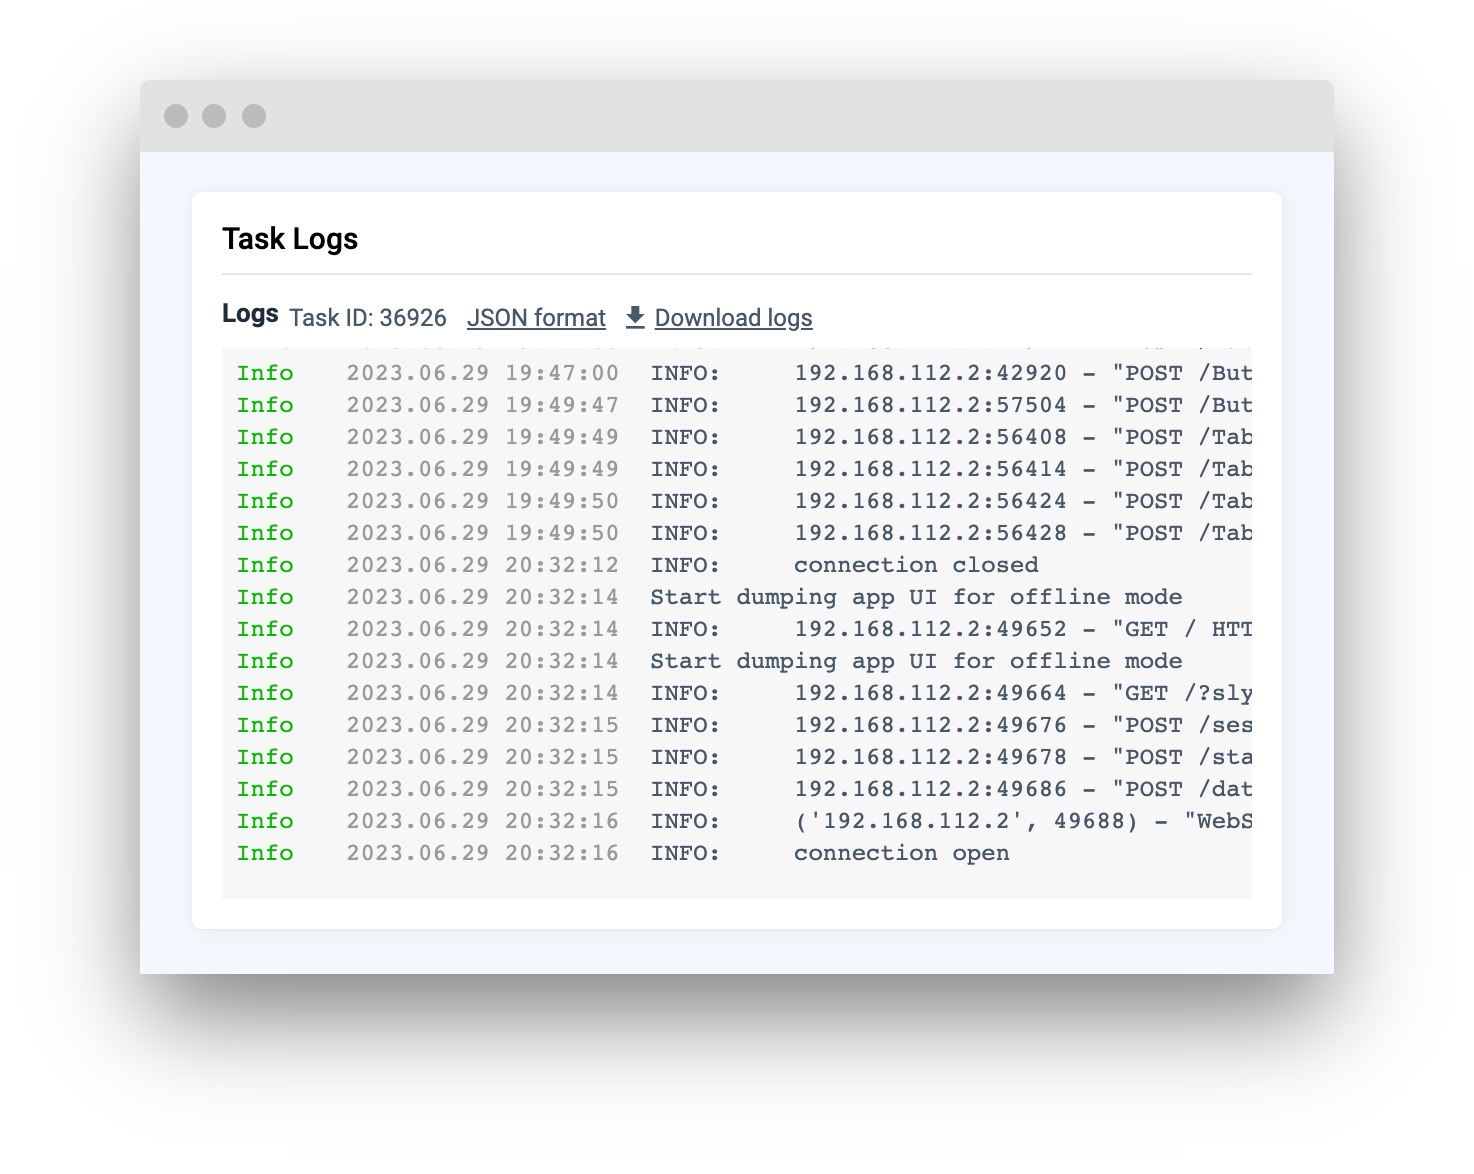 Task Logs
Logs Task ID: 36926 JSON format Download logs
Info 2023.06.29 19:47:00 INFO: 192.168.112.2:42920 - "POST /But
Info 2023.06.29 19:49:47 INFO: 192.168.112.2:57504 - "POST /But
Info 2023.06.29 19:49:49 INFO: 192.168.112.2:56408 - "POST /Tab
Info 2023.06.29 19:49:49 INFO: 192.168.112.2:56414 - "POST /Tab
Info 2023.06.29 19:49:50 INFO: 192.168.112.2:56424 - "POST /Tab
Info 2023.06.29 19:49:50 INFO: 192.168.112.2:56428 - "POST /Tab
Info 2023.06.29 20:32:12 INFO: connection closed
Info 2023.06.29 20:32:14 Start dumping app UI for offline mode
Info 2023.06.29 20:32:14 INFO: 192.168.112.2:49652 - "GET / HTT
Info 2023.06.29 20:32:14 Start dumping app UI for offline mode
Info 2023.06.29 20:32:14 INFO: 192.168.112.2:49664 - "GET /?sly
Info 2023.06.29 20:32:15 INFO: 192.168.112.2:49676 - "POST /ses
Info 2023.06.29 20:32:15 INFO: 192.168.112.2:49678 - "POST /sta
Info 2023.06.29 20:32:15 INFO: 192.168.112.2:49686 - "POST /dat
Info 2023.06.29 20:32:16 INFO: ('192.168.112.2', 49688) - "WebS
Info 2023.06.29 20:32:16 INFO: connection open